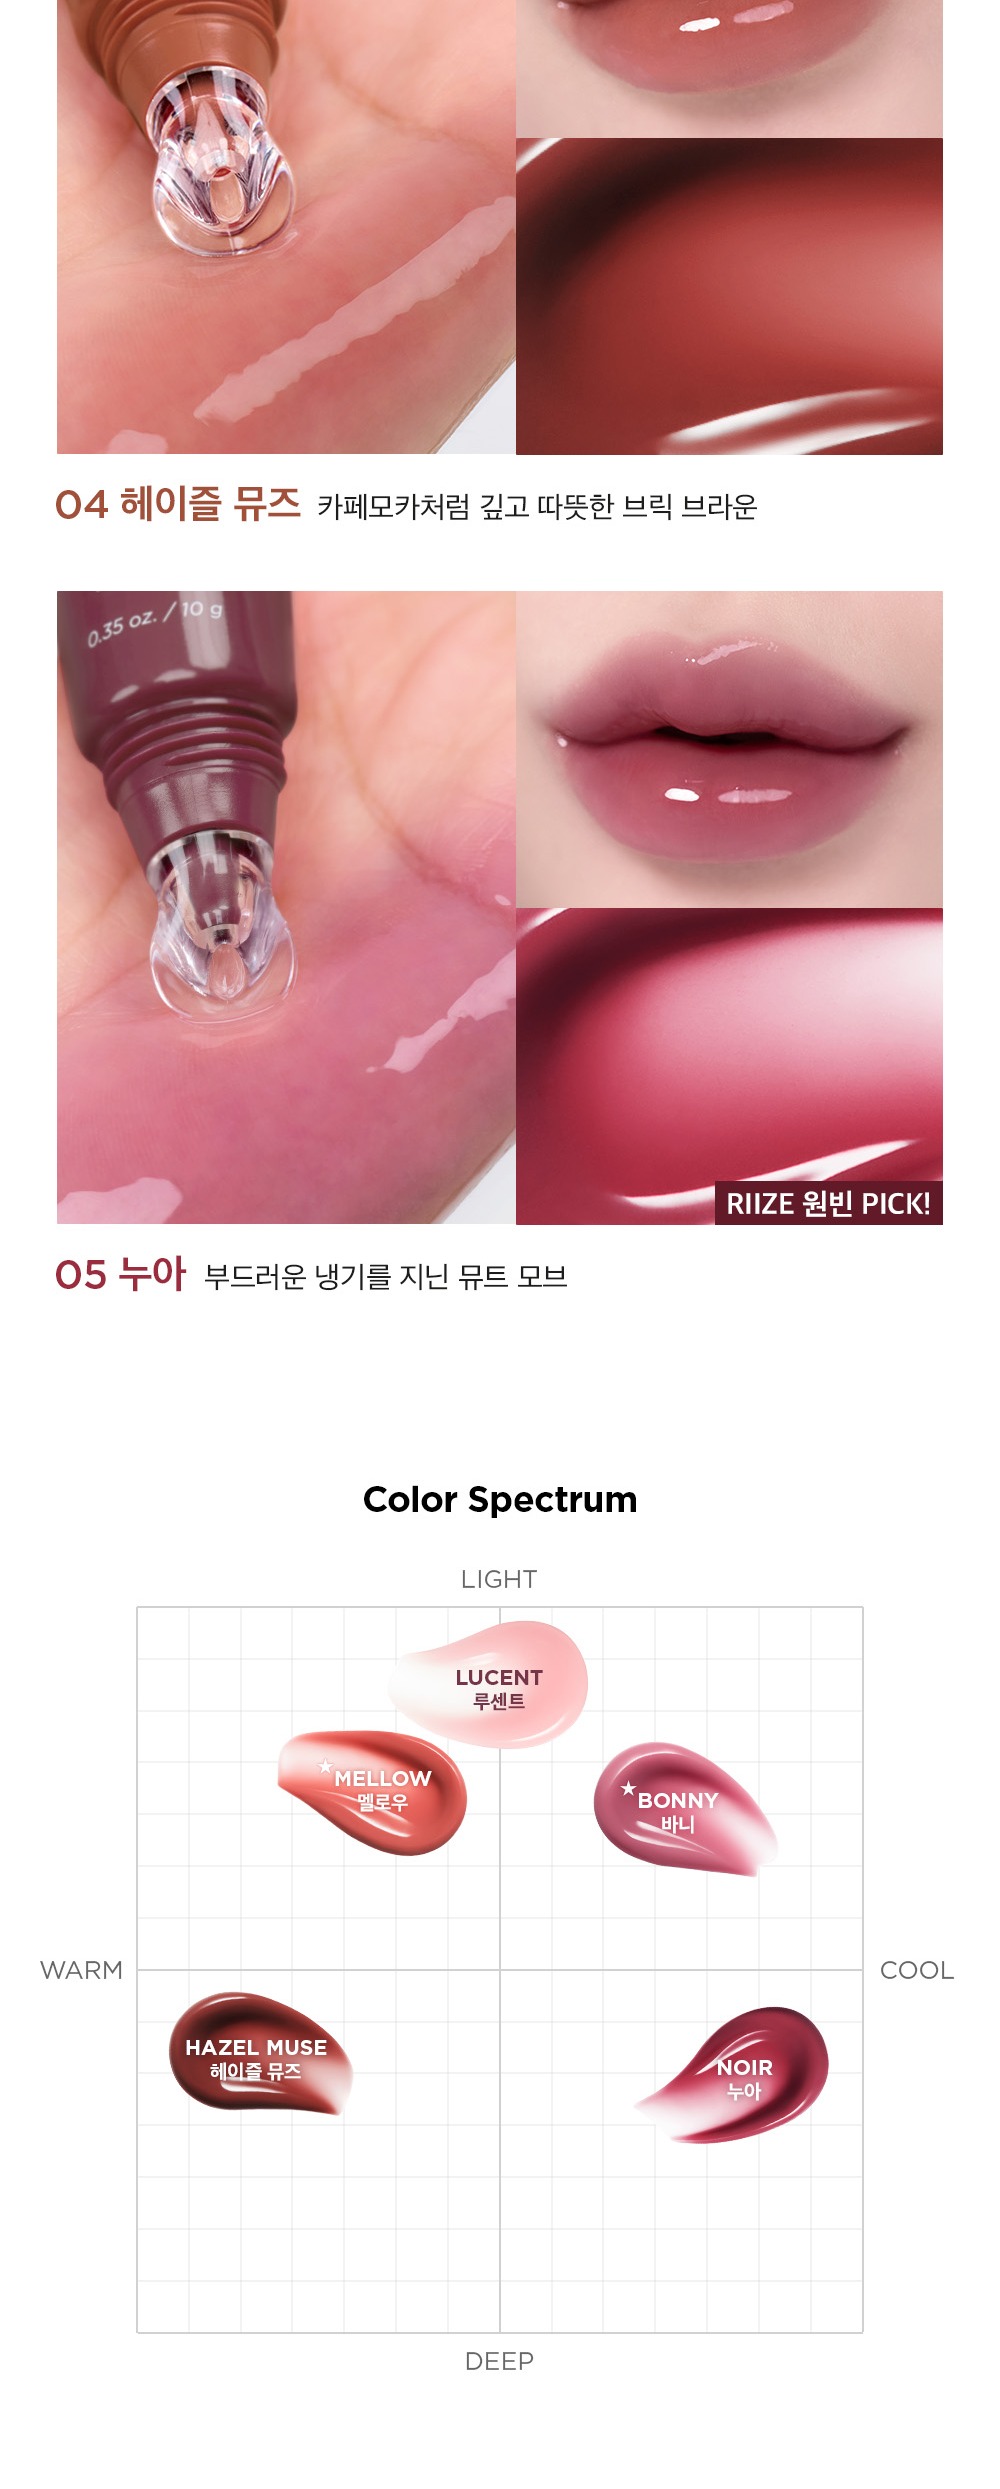 04 헤이즐 뮤즈 카페모카처럼 깊고 따뜻한 브릭 브라운
0.35 oz. / 10 g
RIIZE 원빈 PICK!
05 누아 부드러운 냉기를 지닌 뮤트 모브
Color Spectrum
LIGHT
LUCENT
루센트
★MELLOW
멜로우
★BONNY
바니
WARM
COOL
HAZEL MUSE
헤이즐 뮤즈
NOIR
누아
DEEP